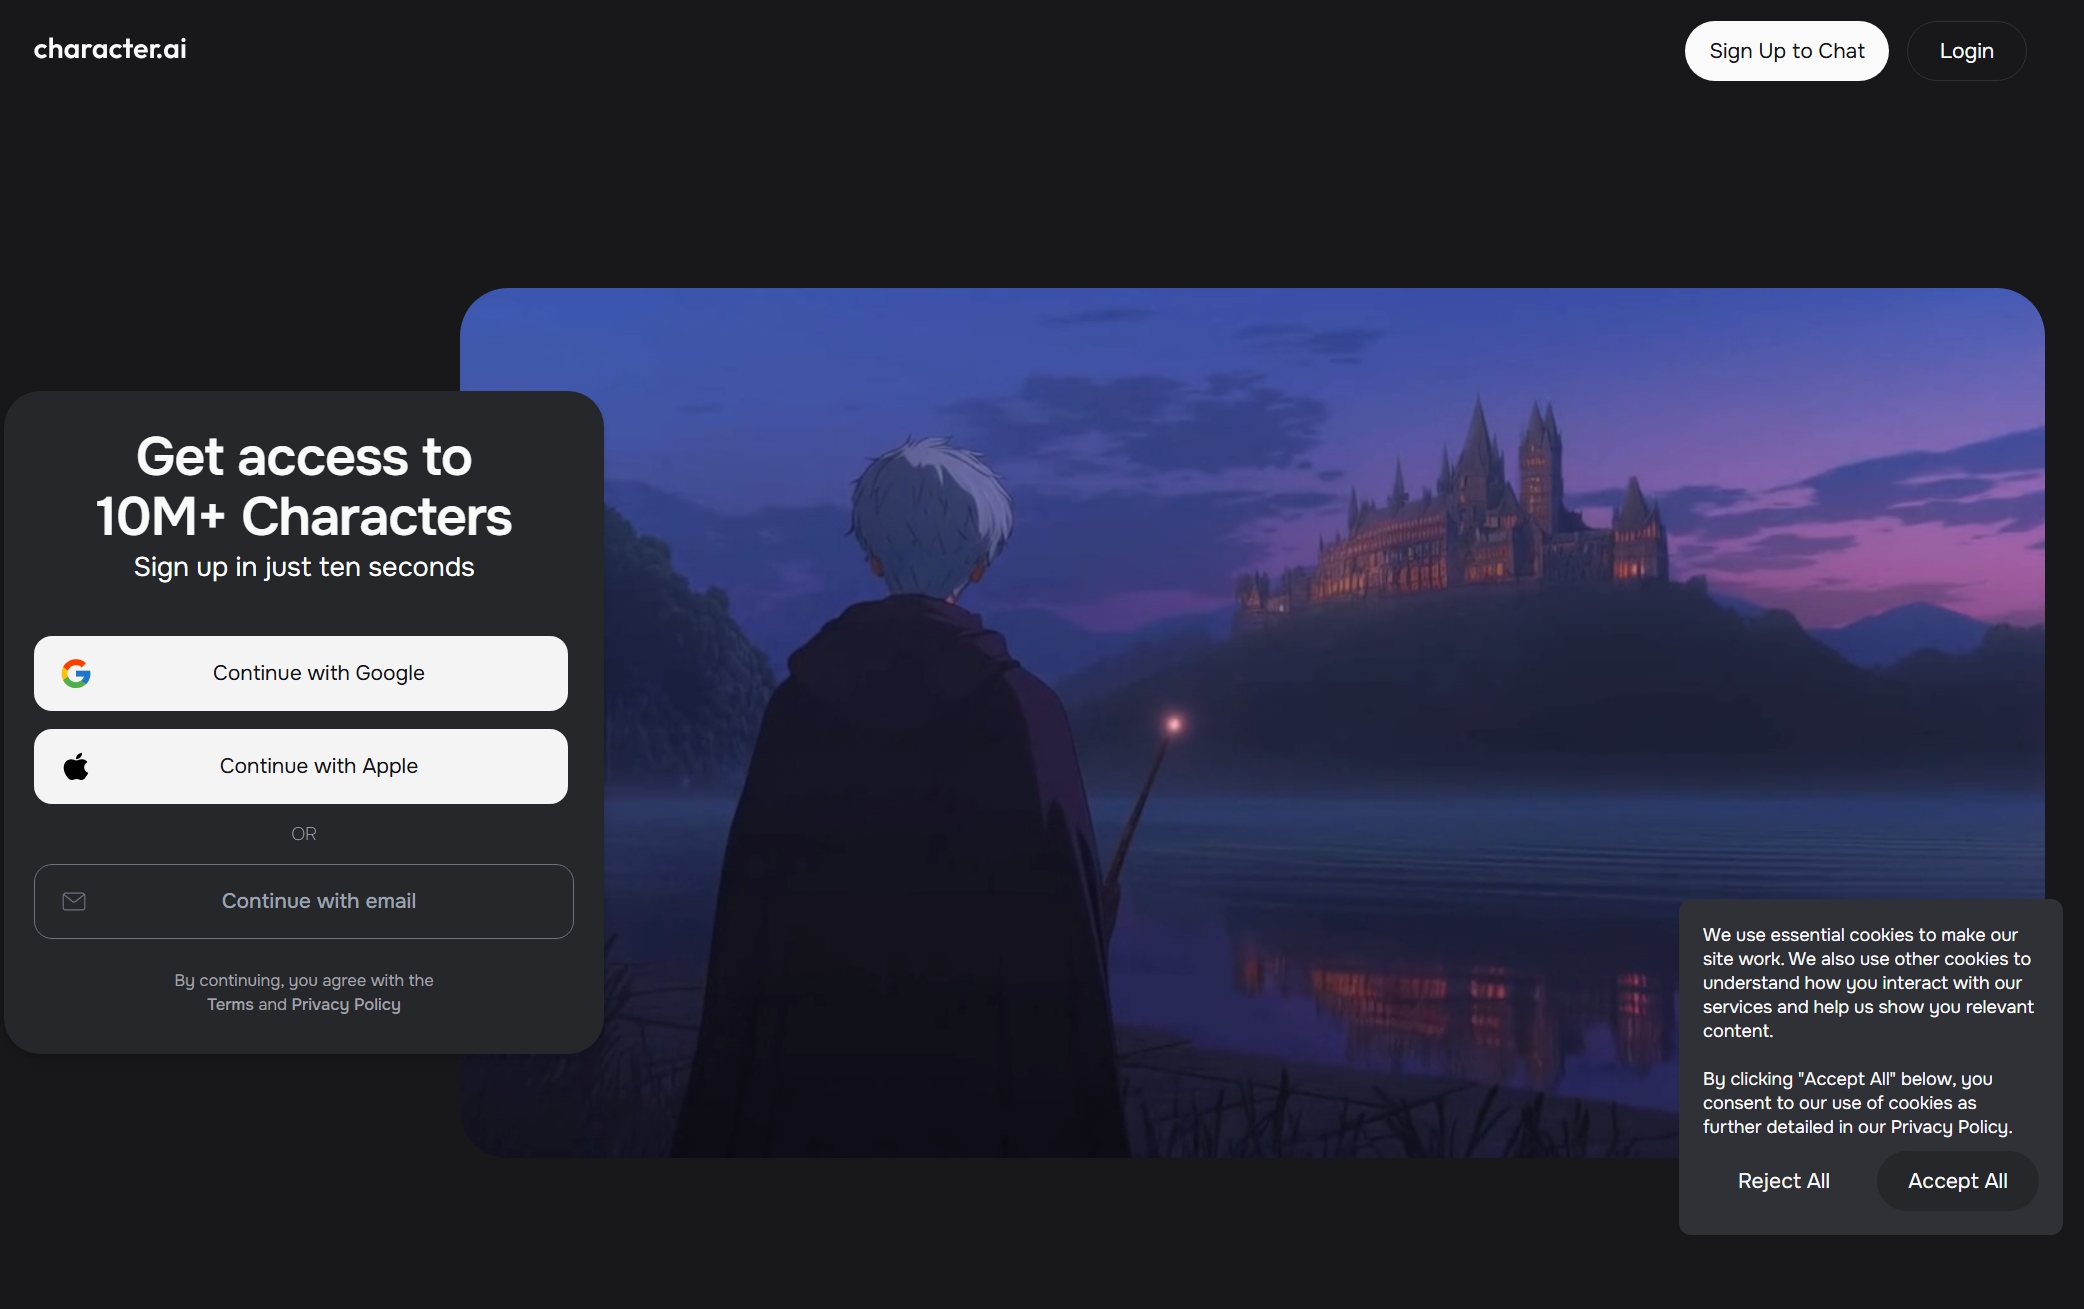 character.ai
Sign Up to Chat
Login
Get access to
10M+ Characters
Sign up in just ten seconds
Continue with Google
Continue with Apple
OR
Continue with email
By continuing, you agree with the
Terms and Privacy Policy
We use essential cookies to make our
site work. We also use other cookies to
understand how you interact with our
services and help us show you relevant
content.
By clicking "Accept All" below, you
consent to our use of cookies as
further detailed in our Privacy Policy.
Reject All
Accept All